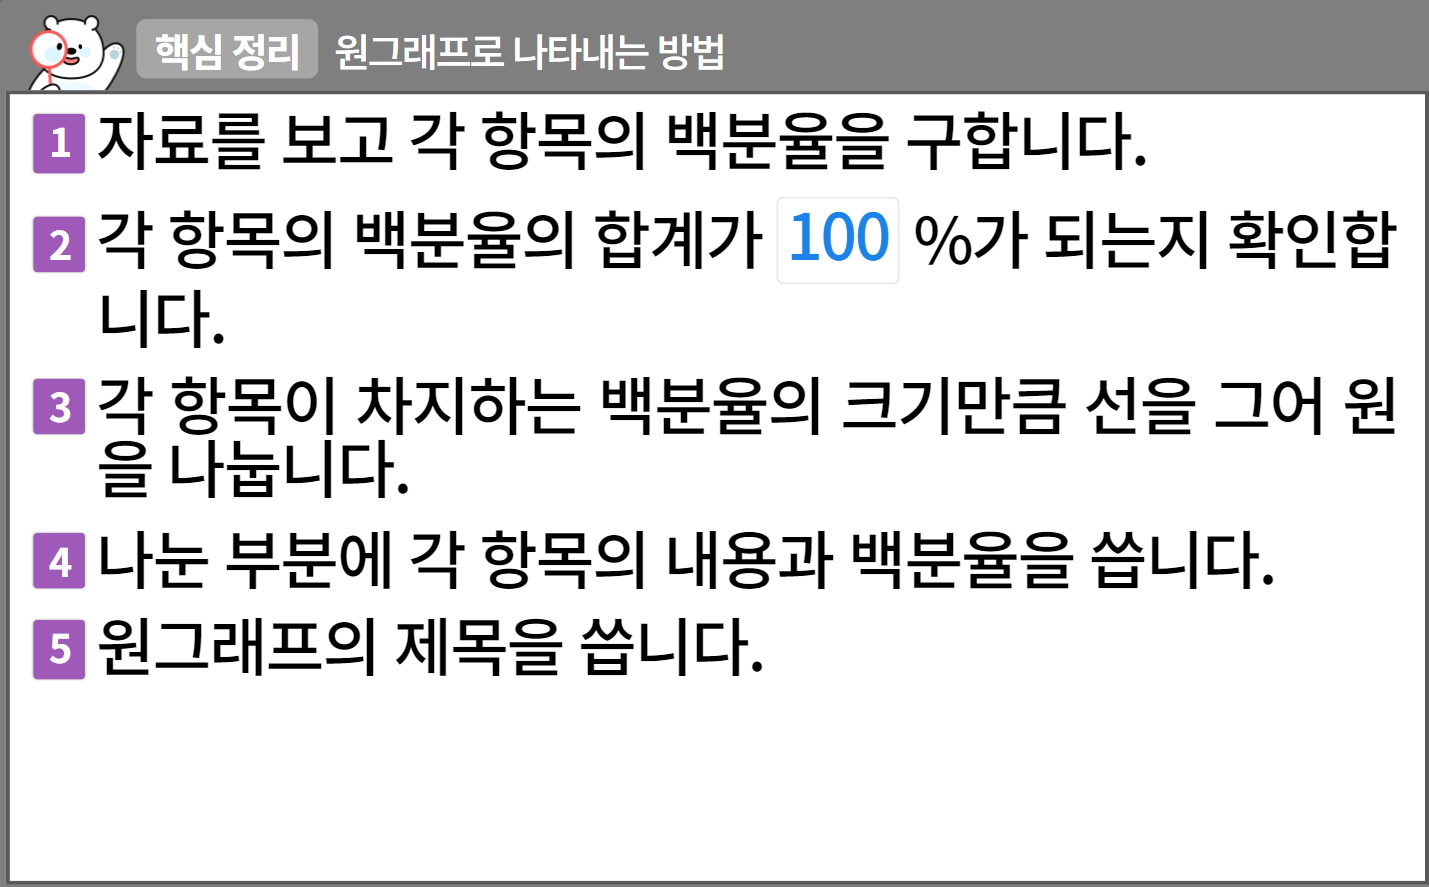 핵심 정리 원그래프로 나타내는 방법
1 자료를 보고 각 항목의 백분율을 구합니다.
2 각 항목의 백분율의 합계가 100 %가 되는지 확인합
니다.
3 각 항목이 차지하는 백분율의 크기만큼 선을 그어 원
을 나눕니다.
4 나눈 부분에 각 항목의 내용과 백분율을 씁니다.
5 원그래프의 제목을 씁니다.